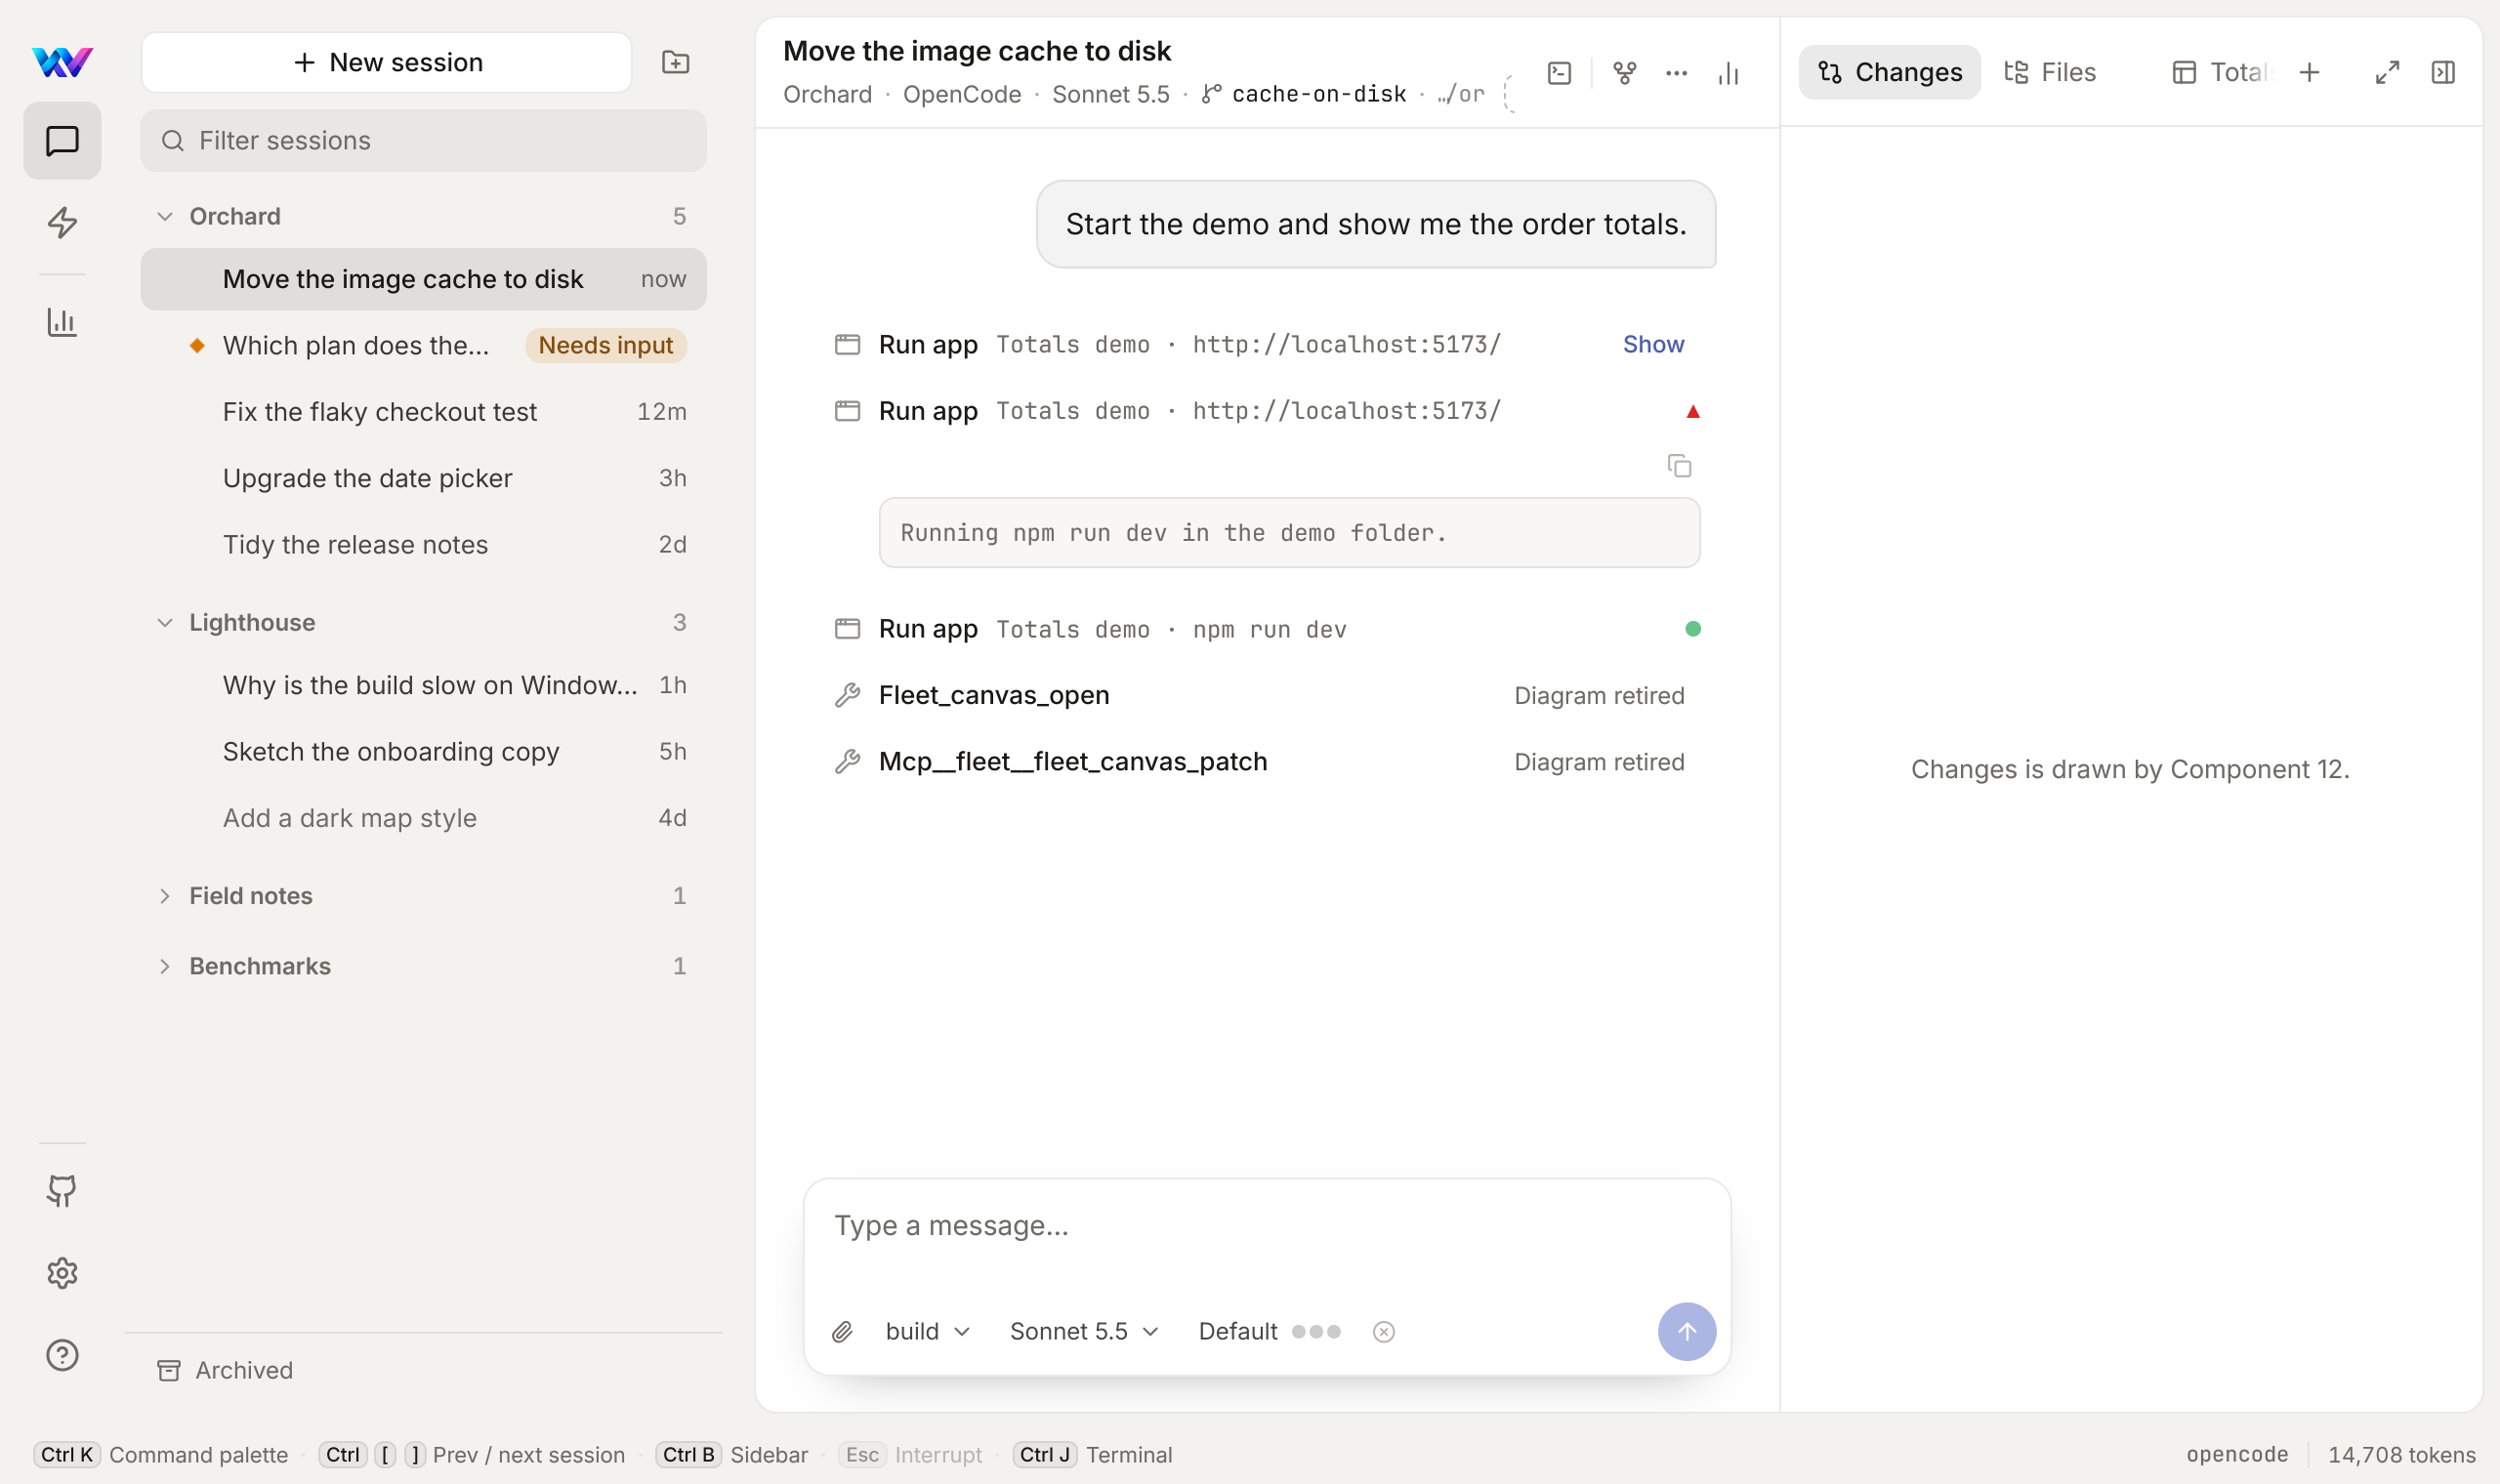 New session
Filter sessions
Orchard 5
Move the image cache to disk now
Which plan does the... Needs input
Fix the flaky checkout test 12m
Upgrade the date picker 3h
Tidy the release notes 2d
Lighthouse 3
Why is the build slow on Window... 1h
Sketch the onboarding copy 5h
Add a dark map style 4d
Field notes 1
Benchmarks 1
Archived
Move the image cache to disk
Orchard · OpenCode · Sonnet 5.5 · cache-on-disk · …/or
Start the demo and show me the order totals.
Run app Totals demo · http://localhost:5173/ Show
Run app Totals demo · http://localhost:5173/
Running npm run dev in the demo folder.
Run app Totals demo · npm run dev
Fleet_canvas_open Diagram retired
Mcp__fleet__fleet_canvas_patch Diagram retired
Type a message...
build Sonnet 5.5 Default
Changes Files Total
Changes is drawn by Component 12.
Ctrl K Command palette · Ctrl [ ] Prev / next session · Ctrl B Sidebar · Esc Interrupt · Ctrl J Terminal
opencode 14,708 tokens